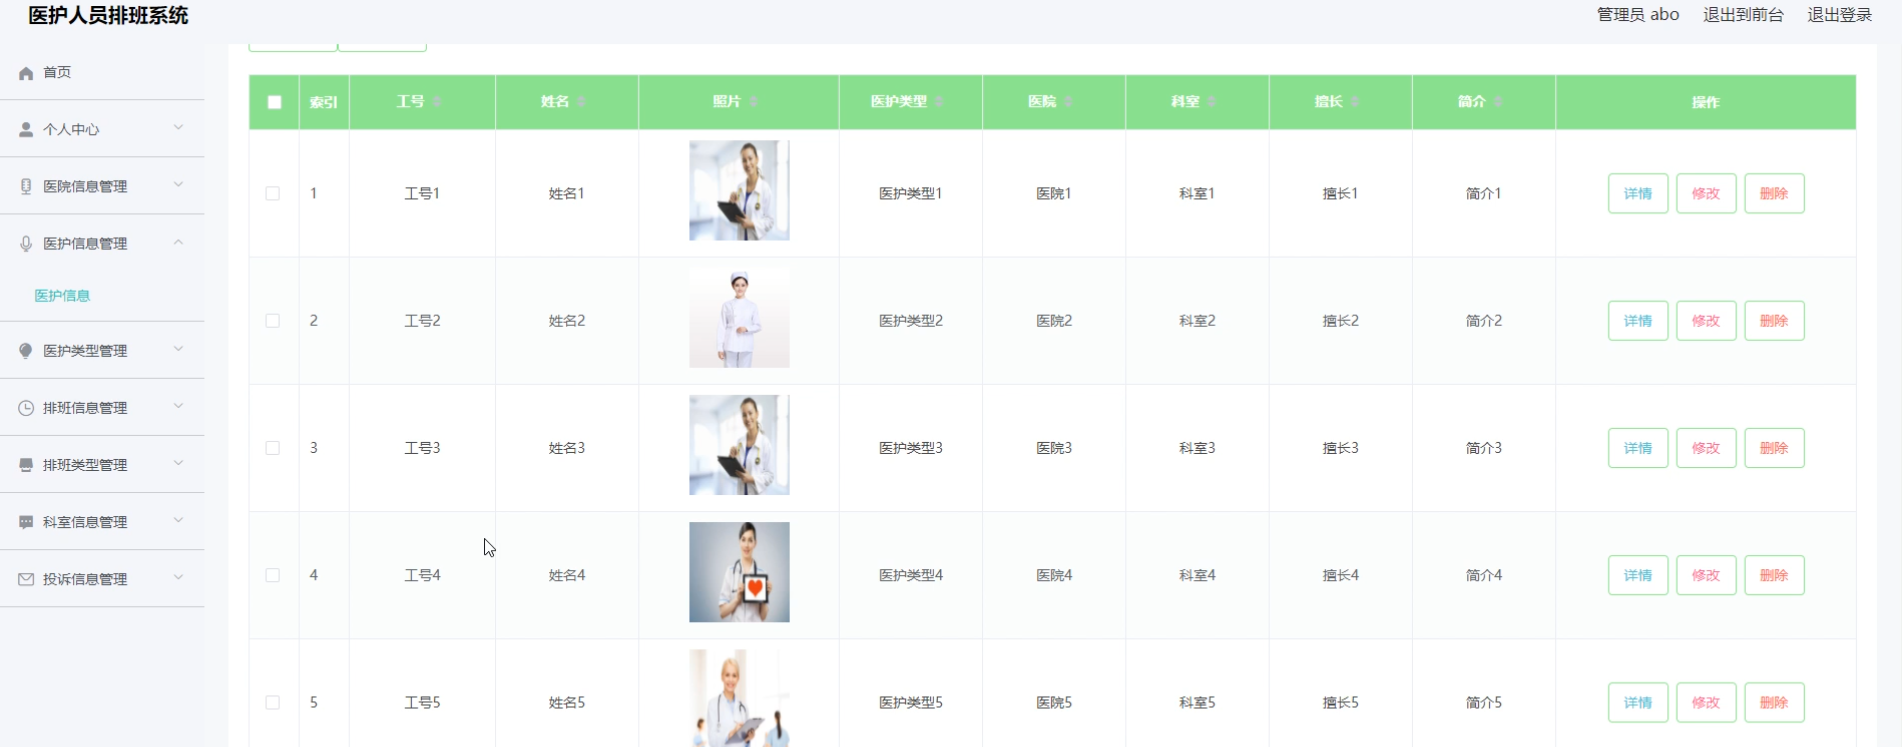 医护人员排班系统
管理员 abo 退出到前台 退出登录
首页
个人中心
医院信息管理
医护信息管理
医护信息
医护类型管理
排班信息管理
排班类型管理
科室信息管理
投诉信息管理
索引 工号 姓名 照片 医护类型 医院 科室 擅长 简介 操作
1 工号1 姓名1 医护类型1 医院1 科室1 擅长1 简介1 详情 修改 删除
2 工号2 姓名2 医护类型2 医院2 科室2 擅长2 简介2 详情 修改 删除
3 工号3 姓名3 医护类型3 医院3 科室3 擅长3 简介3 详情 修改 删除
4 工号4 姓名4 医护类型4 医院4 科室4 擅长4 简介4 详情 修改 删除
5 工号5 姓名5 医护类型5 医院5 科室5 擅长5 简介5 详情 修改 删除